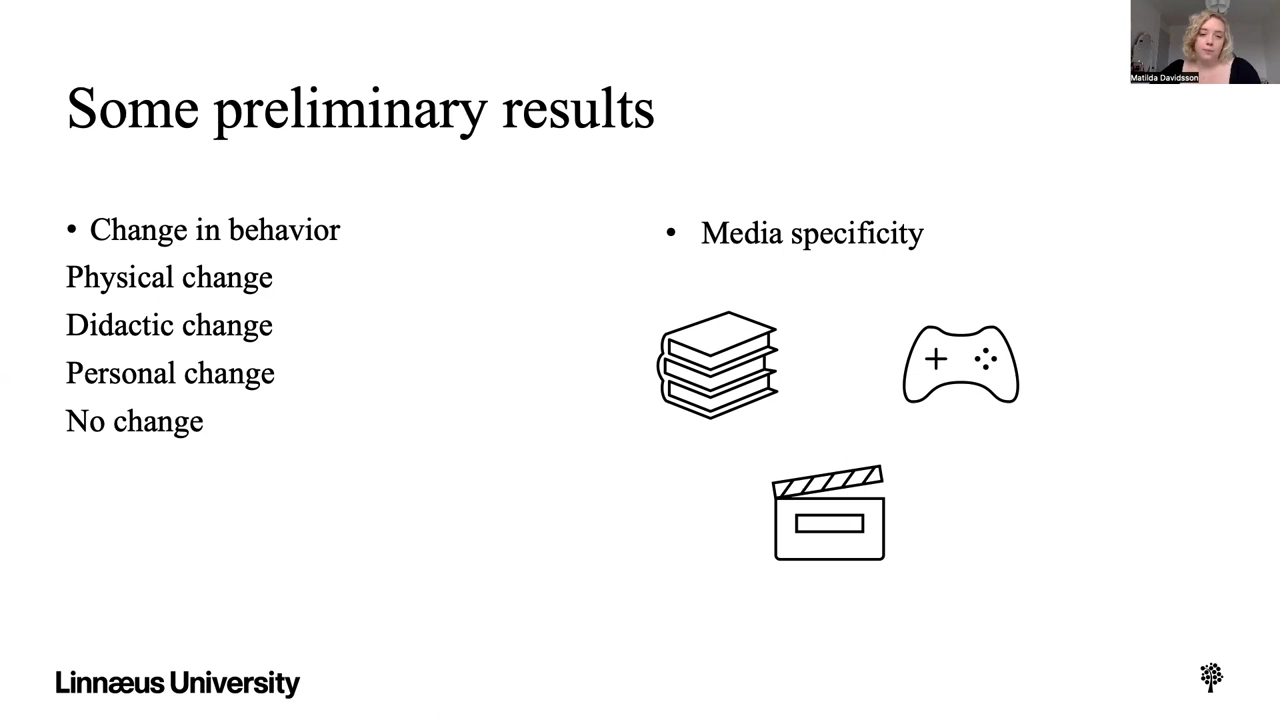 Matilda Davidsson
Some preliminary results
• Change in behavior
Physical change
Didactic change
Personal change
No change
• Media specificity
Linnæus University